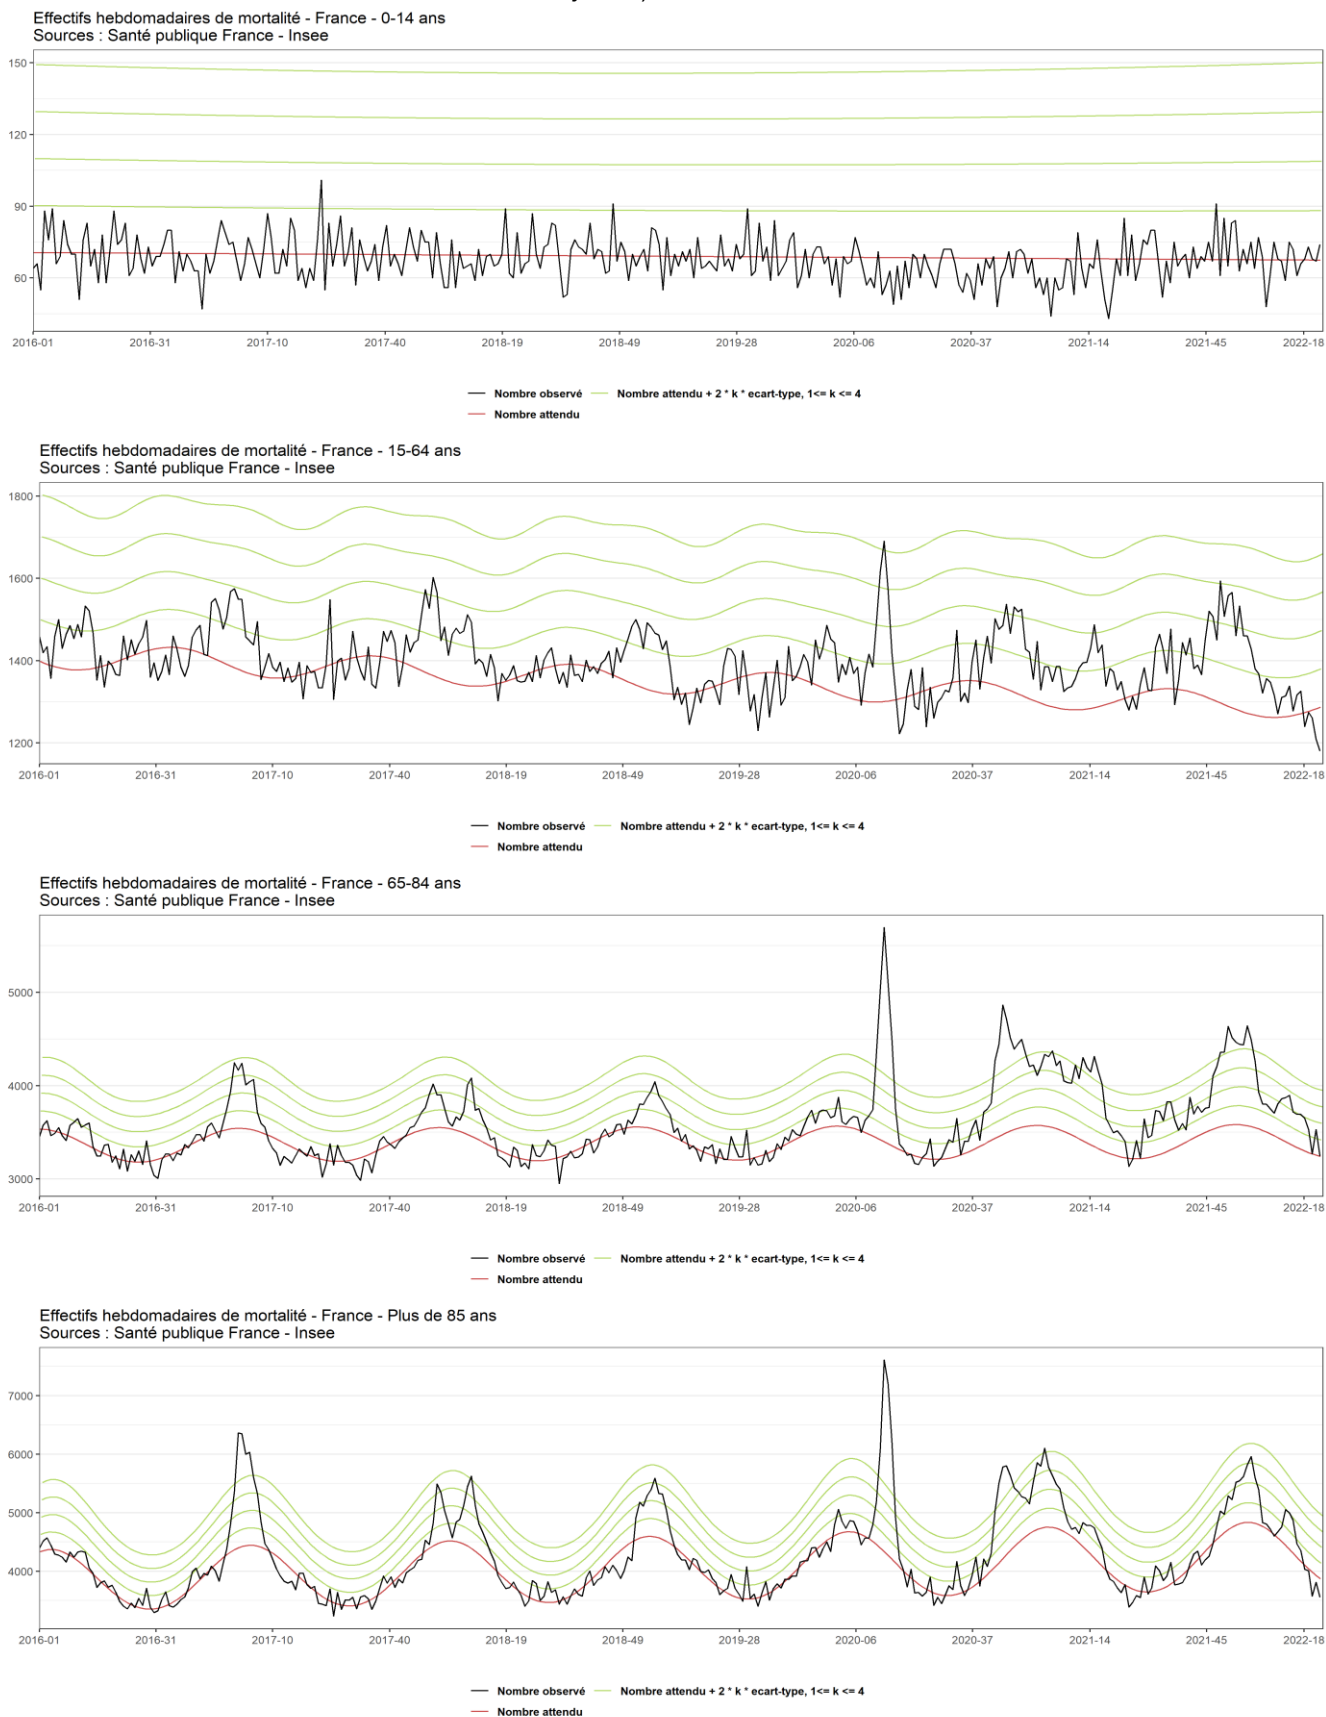 Effectifs hebdomadaires de mortalité - France - 0-14 ans
Sources : Santé publique France - Insee
150
120
90
60
2016-01 2016-31 2017-10 2017-40 2018-19 2018-49 2019-28 2020-06 2020-37 2021-14 2021-45 2022-18
Nombre observé Nombre attendu + 2 * k * ecart-type, 1<= k <= 4
Nombre attendu
Effectifs hebdomadaires de mortalité - France - 15-64 ans
Sources : Santé publique France - Insee
1800
1600
1400
1200
2016-01 2016-31 2017-10 2017-40 2018-19 2018-49 2019-28 2020-06 2020-37 2021-14 2021-45 2022-18
Nombre observé Nombre attendu + 2 * k * ecart-type, 1<= k <= 4
Nombre attendu
Effectifs hebdomadaires de mortalité - France - 65-84 ans
Sources : Santé publique France - Insee
5000
4000
3000
2016-01 2016-31 2017-10 2017-40 2018-19 2018-49 2019-28 2020-06 2020-37 2021-14 2021-45 2022-18
Nombre observé Nombre attendu + 2 * k * ecart-type, 1<= k <= 4
Nombre attendu
Effectifs hebdomadaires de mortalité - France - Plus de 85 ans
Sources : Santé publique France - Insee
7000
6000
5000
4000
2016-01 2016-31 2017-10 2017-40 2018-19 2018-49 2019-28 2020-06 2020-37 2021-14 2021-45 2022-18
Nombre observé Nombre attendu + 2 * k * ecart-type, 1<= k <= 4
Nombre attendu